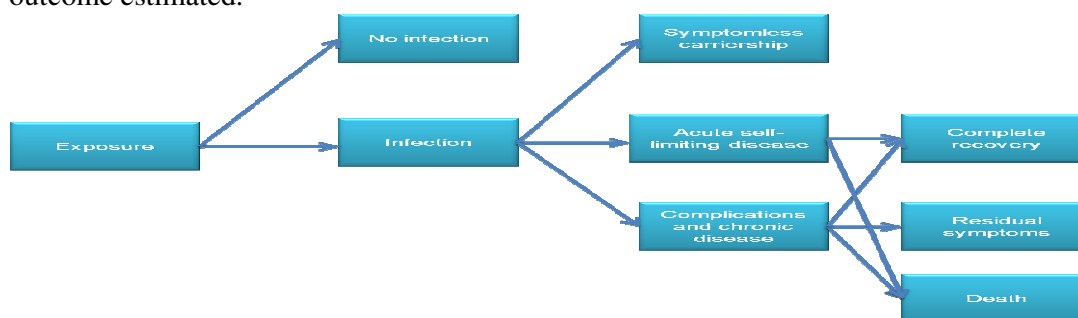 outcome estimated.
No infection
Symptomless
carriership
Exposure
Infection
Acute self-
limiting disease
Complete
recovery
Complications
and chronic
disease
Residual
symptoms
Death